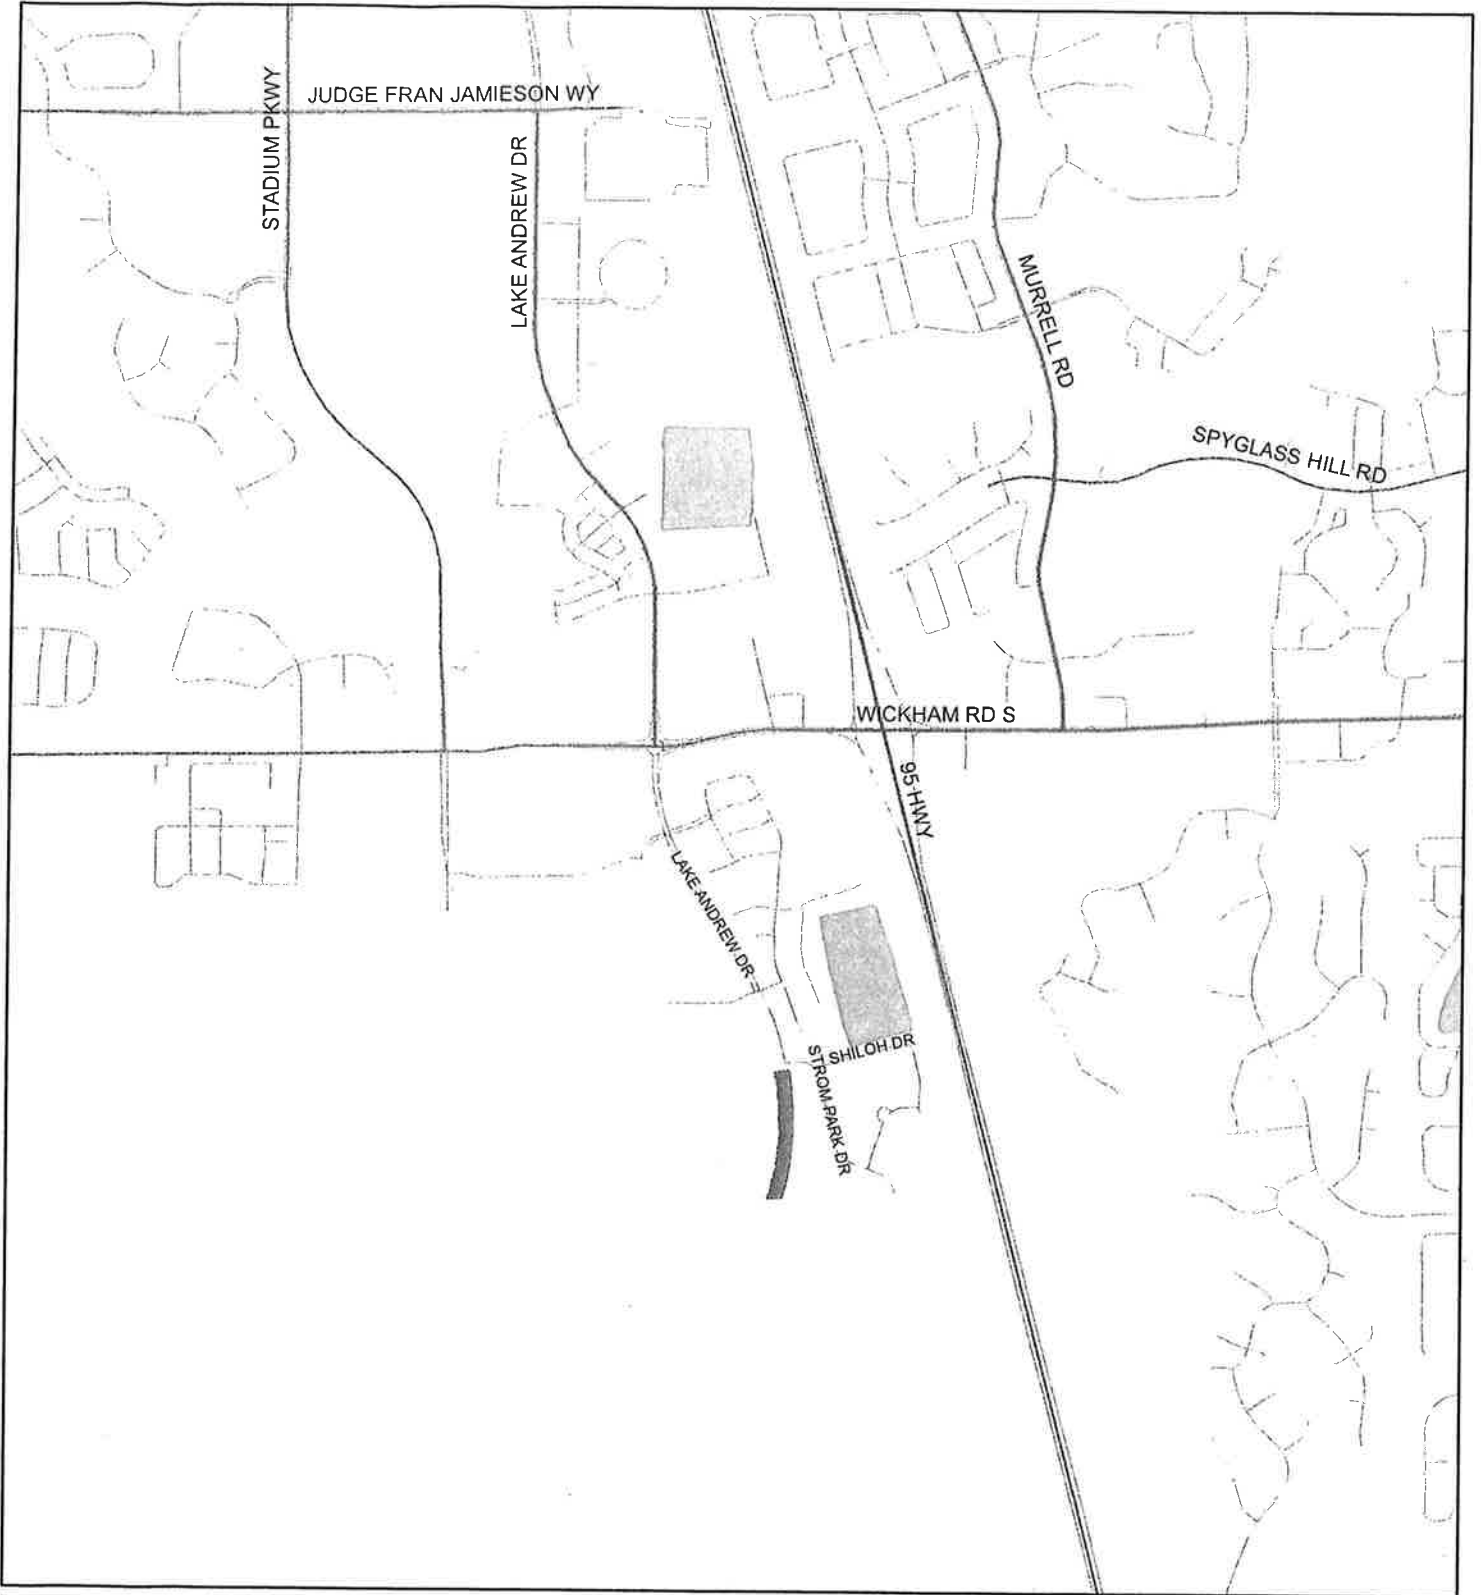 JUDGE FRAN JAMIESON WY
STADIUM PKWY
LAKE ANDREW DR
MURRELL RD
SPYGLASS HILL RD
WICKHAM RD S
95 HWY
LAKE ANDREW DR
SHILOH DR
STROM PARK DR